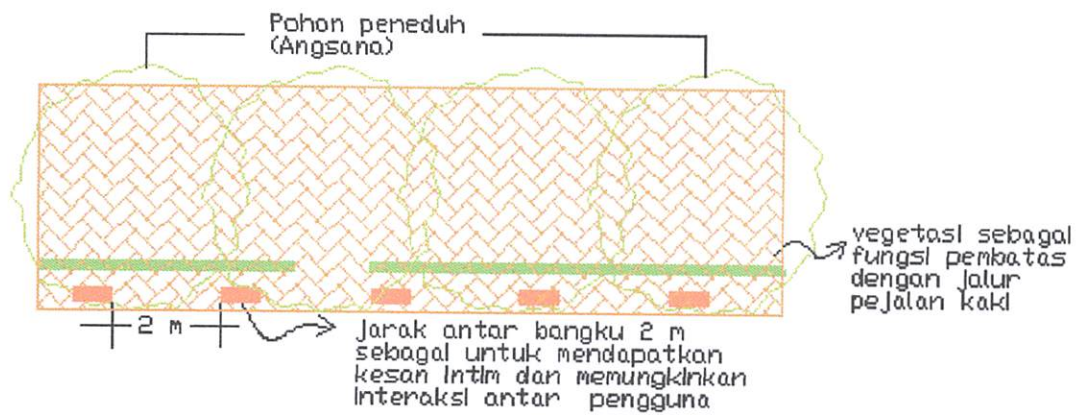 Pohon peneduh
(Angsana)
vegetasi sebagai
fungsi pembatas
dengan jalur
pejalan kaki
2 m
jarak antar bangku 2 m
sebagai untuk mendapatkan
kesan intim dan memungkinkan
interaksi antar pengguna